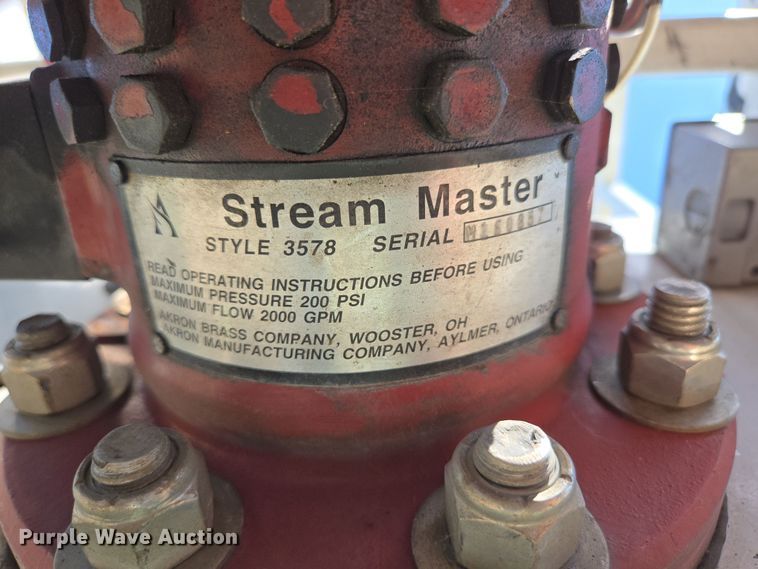 Stream Master
STYLE 3578 SERIAL
READ OPERATING INSTRUCTIONS BEFORE USING
MAXIMUM PRESSURE 200 PSI
MAXIMUM FLOW 2000 GPM
AKRON BRASS COMPANY, WOOSTER, OH
AKRON MANUFACTURING COMPANY, AYLMER, ONTARIO
Purple Wave Auction